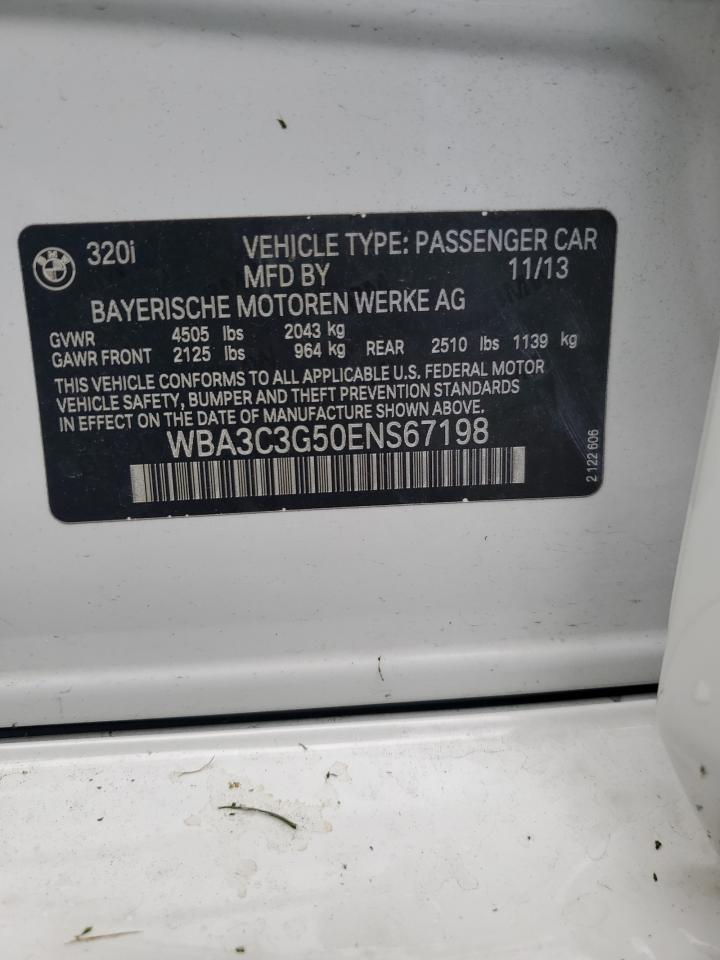 BMW 320i VEHICLE TYPE: PASSENGER CAR
MFD BY 11/13
BAYERISCHE MOTOREN WERKE AG
GVWR 4505 lbs 2043 kg
GAWR FRONT 2125 lbs 964 kg REAR 2510 lbs 1139 kg
THIS VEHICLE CONFORMS TO ALL APPLICABLE U.S. FEDERAL MOTOR
VEHICLE SAFETY, BUMPER AND THEFT PREVENTION STANDARDS
IN EFFECT ON THE DATE OF MANUFACTURE SHOWN ABOVE.
WBA3C3G50ENS67198
2 122 606